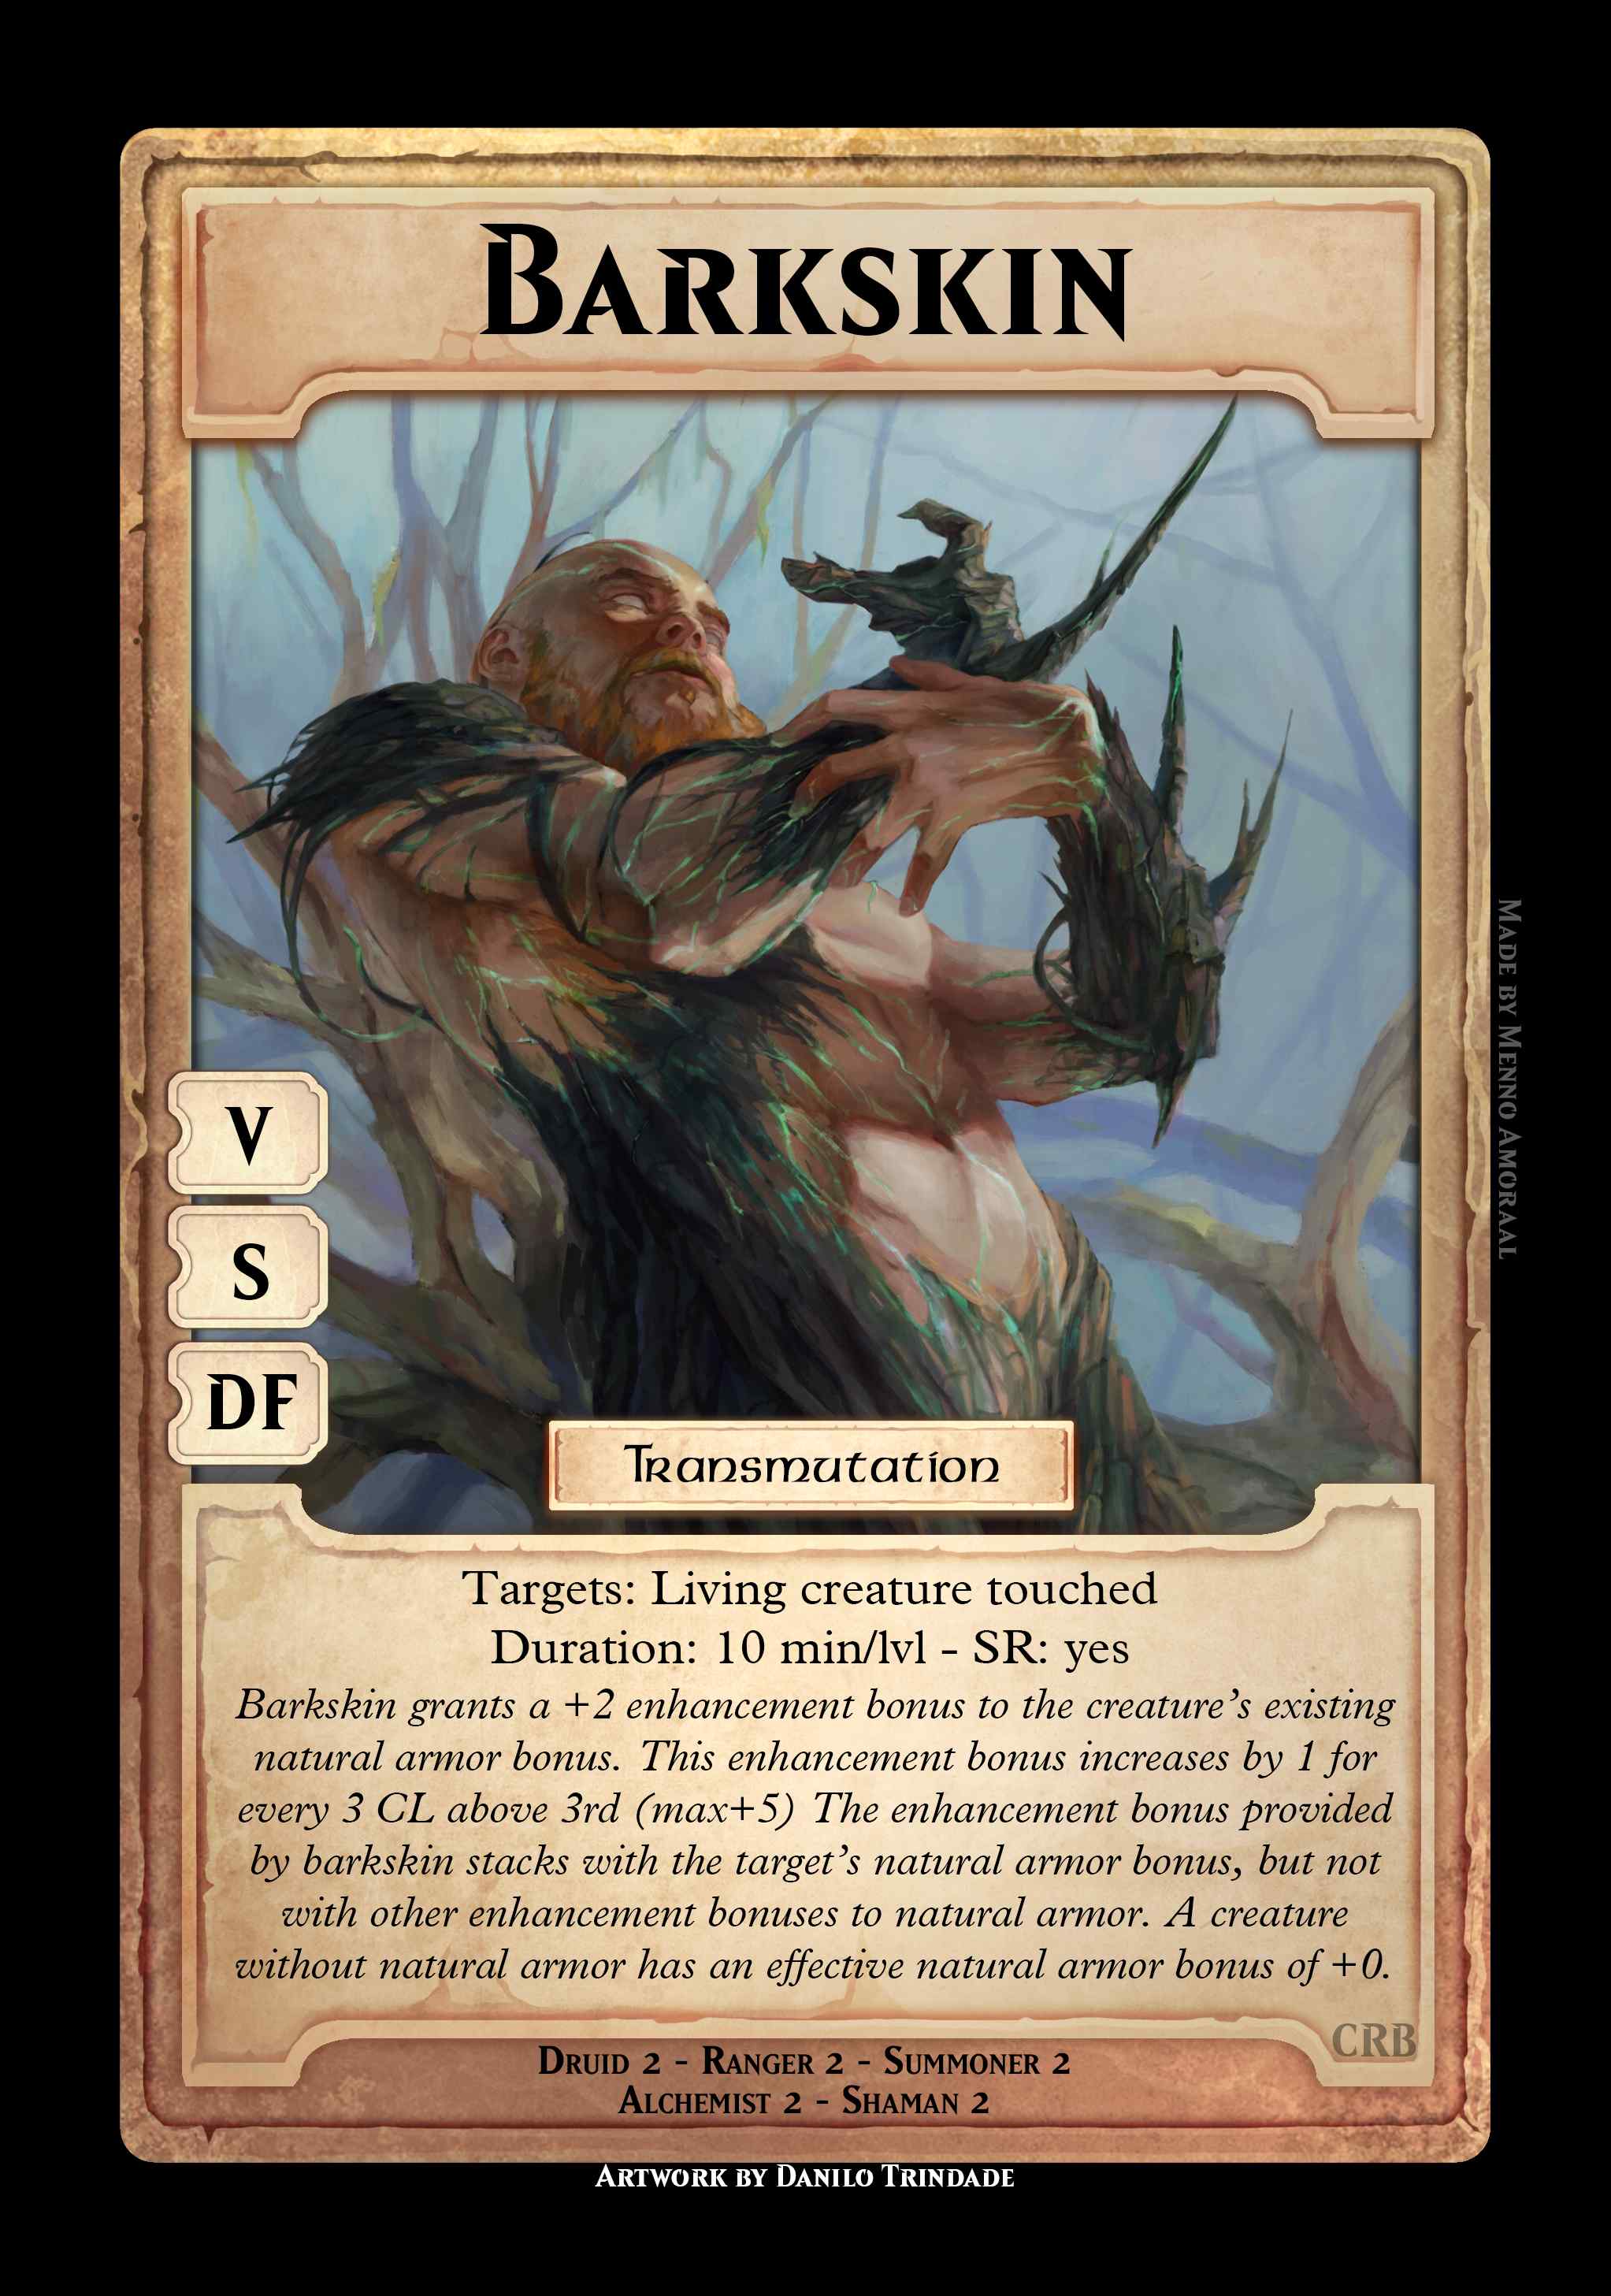 Barkskin
V
S
DF
Transmutation
Targets: Living creature touched
Duration: 10 min/lvl - SR: yes
Barkskin grants a +2 enhancement bonus to the creature's existing
natural armor bonus. This enhancement bonus increases by 1 for
every 3 CL above 3rd (max+5) The enhancement bonus provided
by barkskin stacks with the target's natural armor bonus, but not
with other enhancement bonuses to natural armor. A creature
without natural armor has an effective natural armor bonus of +0.
CRB
Druid 2 - Ranger 2 - Summoner 2
Alchemist 2 - Shaman 2
Artwork by Danilo Trindade
Made by Menno Amoraal